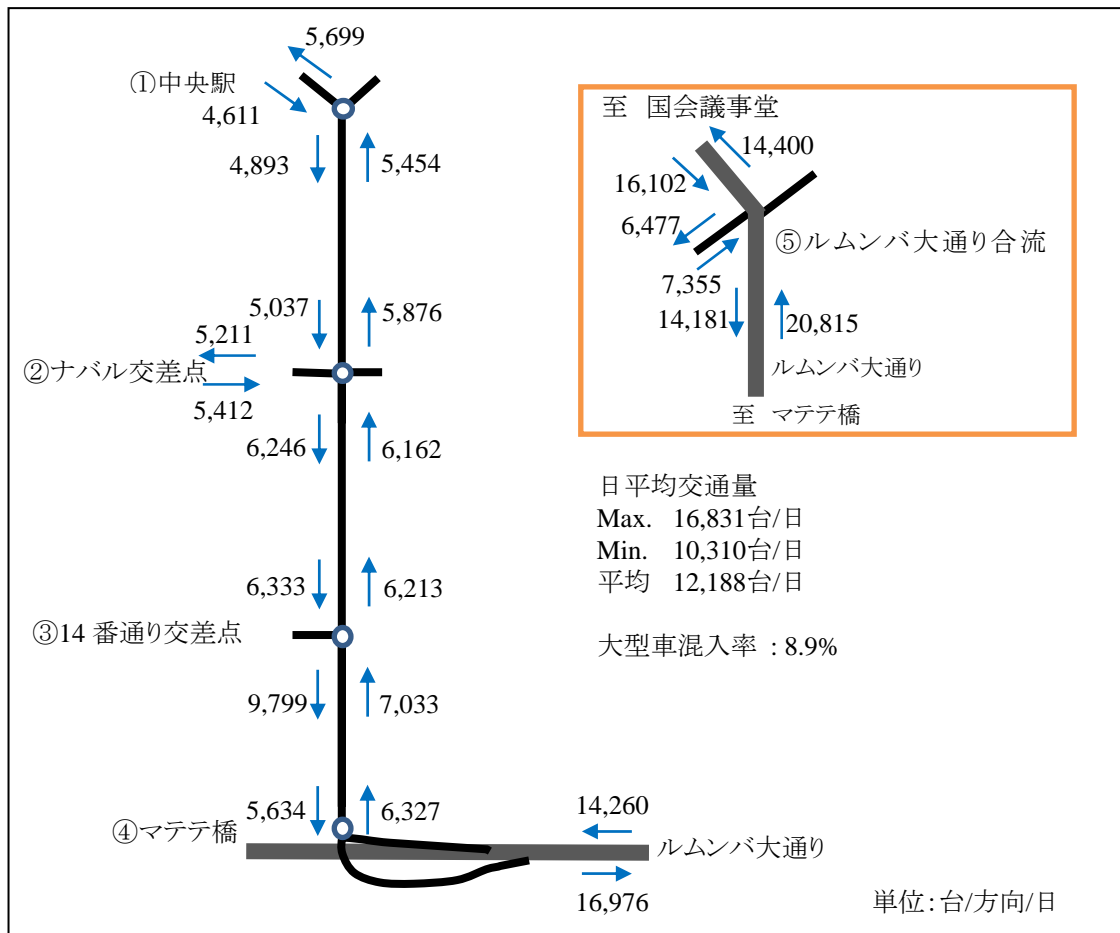 5,699
①中央駅
4,611
4,893
5,454
5,037
5,876
5,211
②ナバル交差点
5,412
6,246
6,162
6,333
6,213
③14 番通り交差点
9,799
7,033
5,634
6,327
④マテテ橋
14,260
ルムンバ大通り
16,976
単位：台/方向/日
至 国会議事堂
14,400
16,102
6,477
⑤ルムンバ大通り合流
7,355
14,181
20,815
ルムンバ大通り
至 マテテ橋
日平均交通量
Max. 16,831台/日
Min. 10,310台/日
平均 12,188台/日
大型車混入率 : 8.9%